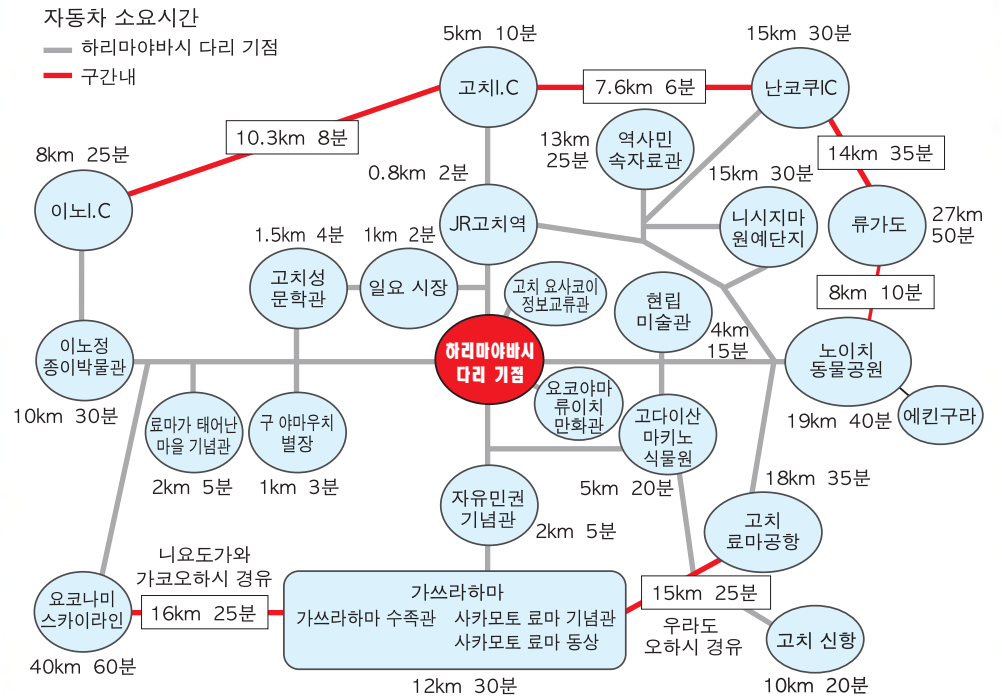 자동차 소요시간
하리마야바시 다리 기점
구간내
5km 10분
고치I.C
7.6km 6분
15km 30분
난코쿠IC
10.3km 8분
8km 25분
이노I.C
0.8km 2분
JR고치역
13km
25분
역사민
속자료관
14km 35분
15km 30분
니시지마
원예단지
류가도
27km
50분
8km 10분
1.5km 4분
고치성
문학관
1km 2분
일요 시장
고치 요사코이
정보교류관
현립
미술관
4km
15분
이노정
종이박물관
10km 30분
하리마야바시
다리 기점
노이치
동물공원
19km 40분
에킨구라
료마가 태어난
마을 기념관
2km 5분
구 야마우치
별장
1km 3분
요코야마
류이치
만화관
고다이산
마키노
식물원
5km 20분
자유민권
기념관
2km 5분
18km 35분
고치
료마공항
니요도가와
가코오하시 경유
요코나미
스카이라인
16km 25분
40km 60분
가쓰라하마
가쓰라하마 수족관 사카모토 료마 기념관
사카모토 료마 동상
12km 30분
15km 25분
우라도
오하시 경유
고치 신항
10km 20분